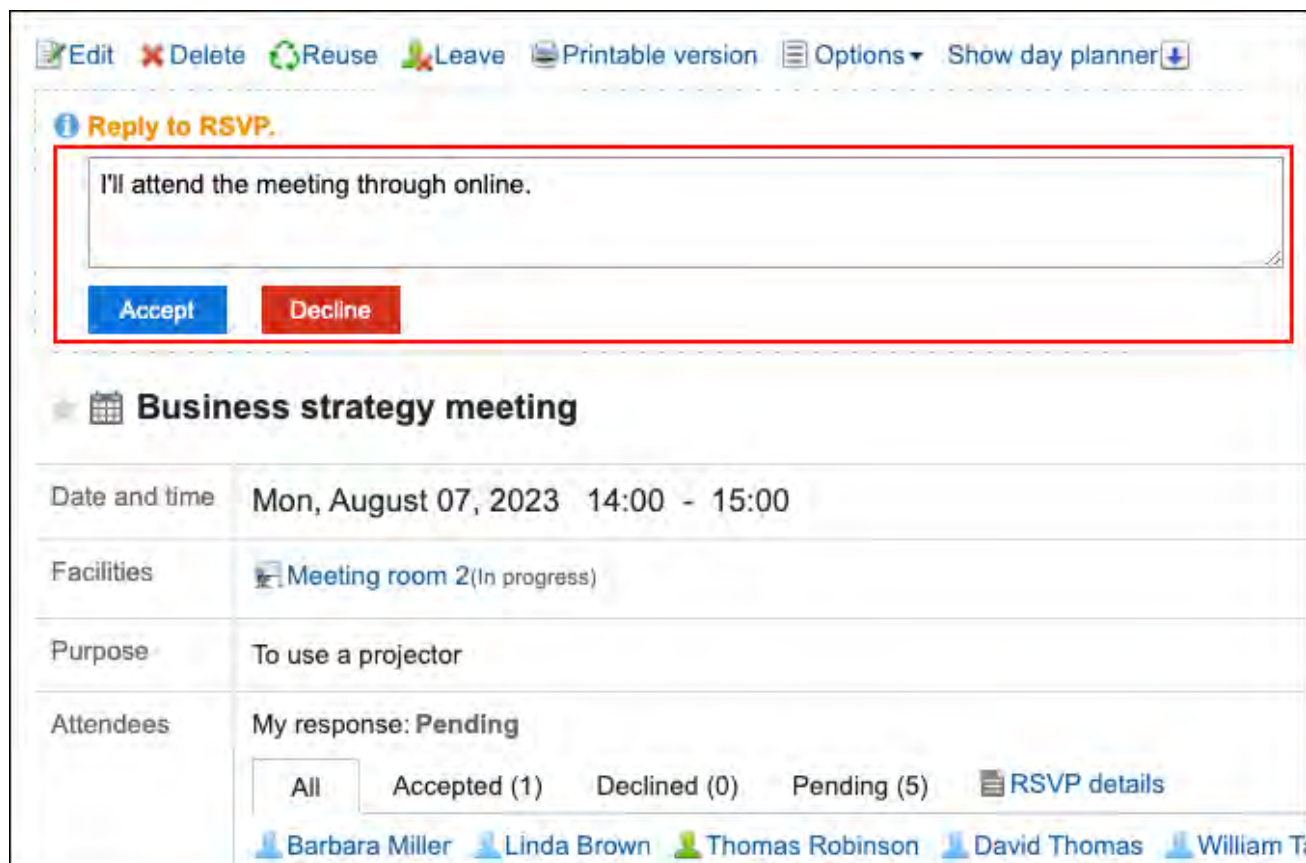 Edit Delete Reuse Leave Printable version Options Show day planner
Reply to RSVP.
I'll attend the meeting through online.
Accept Decline
Business strategy meeting
Date and time Mon, August 07, 2023 14:00 - 15:00
Facilities Meeting room 2(In progress)
Purpose To use a projector
Attendees My response: Pending
All Accepted (1) Declined (0) Pending (5) RSVP details
Barbara Miller Linda Brown Thomas Robinson David Thomas William